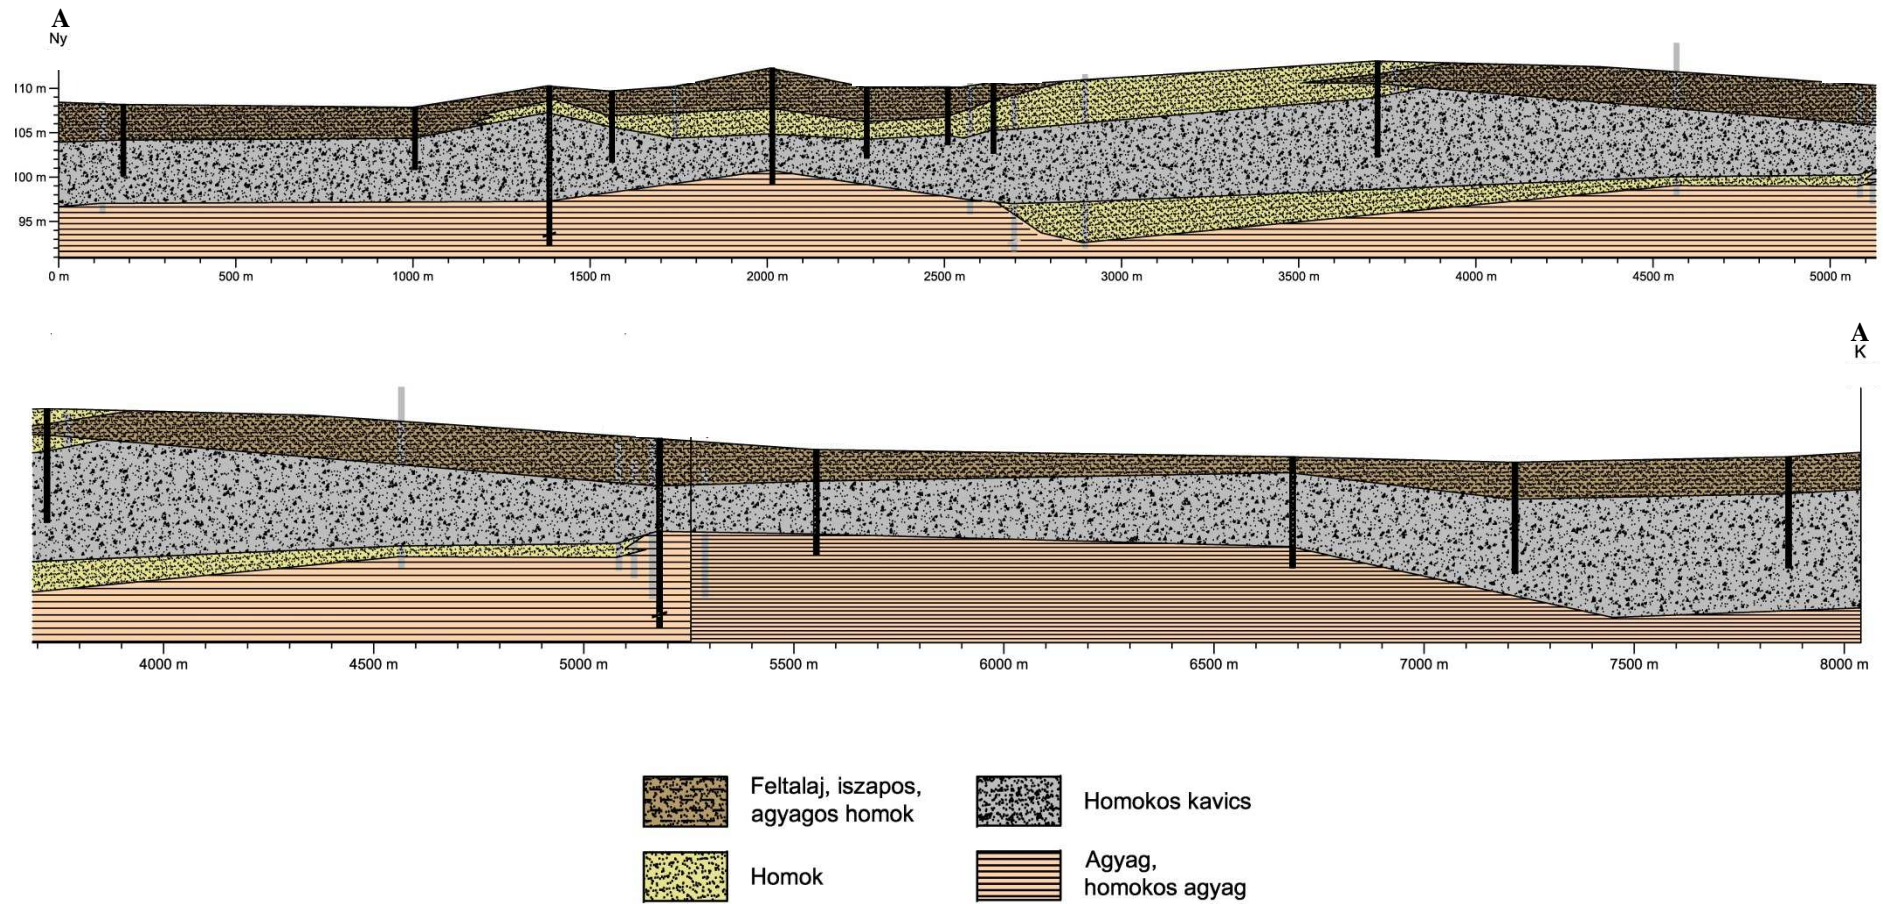 A
Ny
110 m
105 m
100 m
95 m
0 m 500 m 1000 m 1500 m 2000 m 2500 m 3000 m 3500 m 4000 m 4500 m 5000 m
A
K
4000 m 4500 m 5000 m 5500 m 6000 m 6500 m 7000 m 7500 m 8000 m
Feltalaj, iszapos,
agyagos homok
Homokos kavics
Homok
Agyag,
homokos agyag